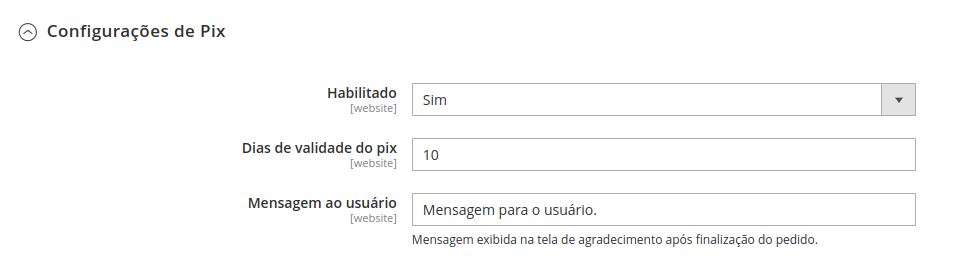 Configurações de Pix
Habilitado
[website]
Sim
Dias de validade do pix
[website]
10
Mensagem ao usuário
[website]
Mensagem para o usuário.
Mensagem exibida na tela de agradecimento após finalização do pedido.